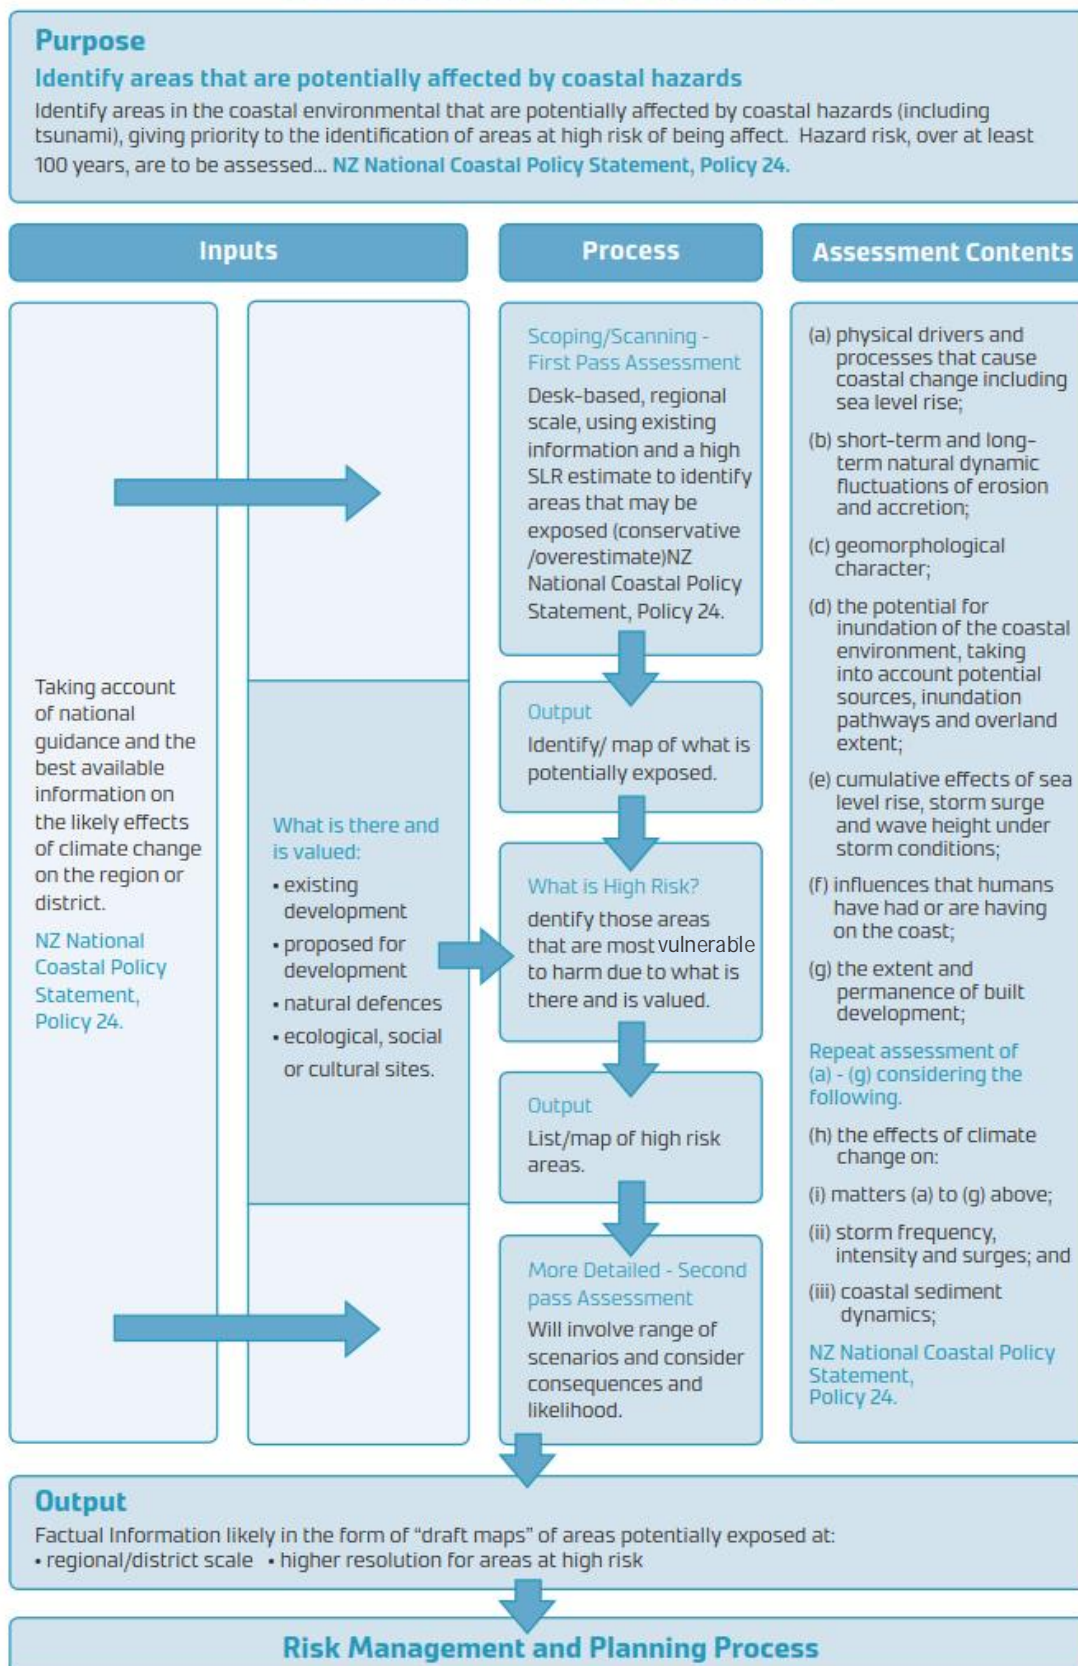 Purpose
Identify areas that are potentially affected by coastal hazards
Identify areas in the coastal environmental that are potentially affected by coastal hazards (including
tsunami), giving priority to the identification of areas at high risk of being affect. Hazard risk, over at least
100 years, are to be assessed... NZ National Coastal Policy Statement, Policy 24.
Inputs
Taking account
of national
guidance and the
best available
information on
the likely effects
of climate change
on the region or
district.
NZ National
Coastal Policy
Statement,
Policy 24.
What is there and
is valued:
• existing
development
• proposed for
development
• natural defences
• ecological, social
or cultural sites.
Process
Scoping/Scanning -
First Pass Assessment
Desk-based, regional
scale, using existing
information and a high
SLR estimate to identify
areas that may be
exposed (conservative
/overestimate)NZ
National Coastal Policy
Statement, Policy 24.
Output
Identify/ map of what is
potentially exposed.
What is High Risk?
dentify those areas
that are most vulnerable
to harm due to what is
there and is valued.
Output
List/map of high risk
areas.
More Detailed - Second
pass Assessment
Will involve range of
scenarios and consider
consequences and
likelihood.
Assessment Contents
(a) physical drivers and
processes that cause
coastal change including
sea level rise;
(b) short-term and long-
term natural dynamic
fluctuations of erosion
and accretion;
(c) geomorphological
character;
(d) the potential for
inundation of the coastal
environment, taking
into account potential
sources, inundation
pathways and overland
extent;
(e) cumulative effects of sea
level rise, storm surge
and wave height under
storm conditions;
(f) influences that humans
have had or are having
on the coast;
(g) the extent and
permanence of built
development;
Repeat assessment of
(a) - (g) considering the
following.
(h) the effects of climate
change on:
(i) matters (a) to (g) above;
(ii) storm frequency,
intensity and surges; and
(iii) coastal sediment
dynamics;
NZ National Coastal Policy
Statement,
Policy 24.
Output
Factual Information likely in the form of “draft maps” of areas potentially exposed at:
• regional/district scale • higher resolution for areas at high risk
Risk Management and Planning Process